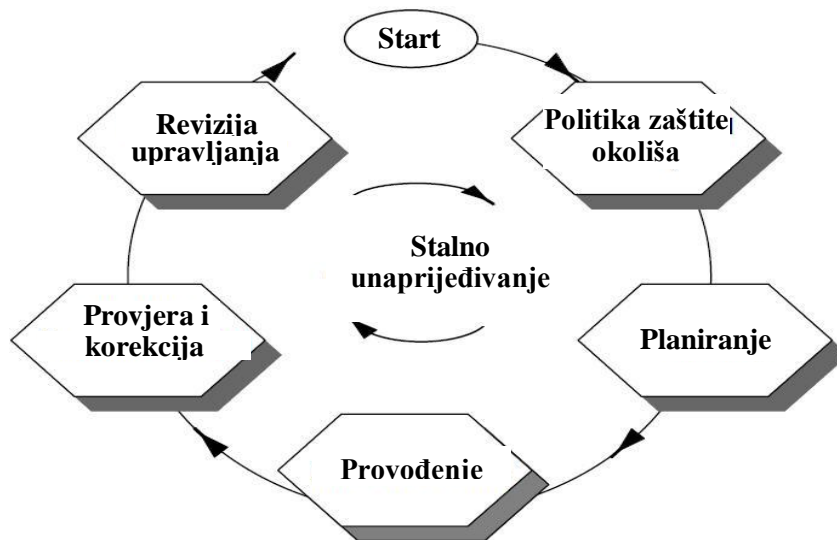 Start
Politika zaštite
okoliša
Planiranje
Provođenie
Provjera i
korekcija
Revizija
upravljanja
Stalno
unaprijeđivanje